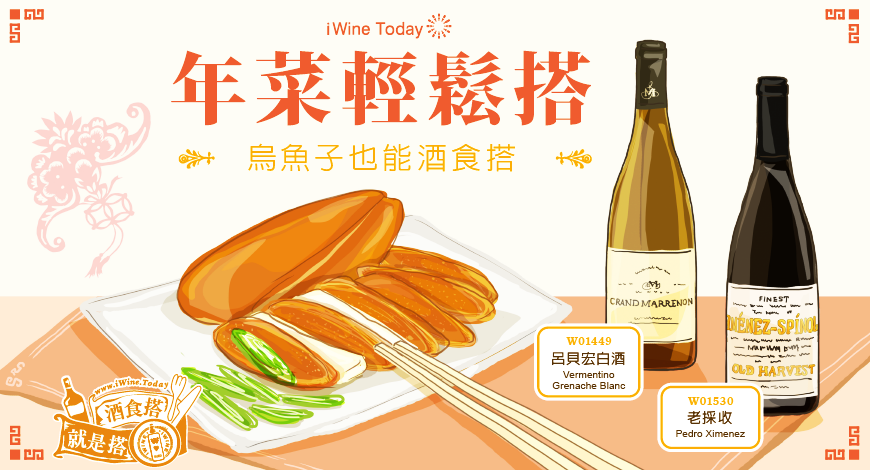 iWine Today
年菜輕鬆搭
烏魚子也能酒食搭
GRAND MARRENON
FINEST
XIMÉNEZ-SPÍNOLA
OLD HARVEST
W01449
呂貝宏白酒
Vermentino
Grenache Blanc
W01530
老採收
Pedro Ximenez
www.iWine.Today
酒食搭
就是搭